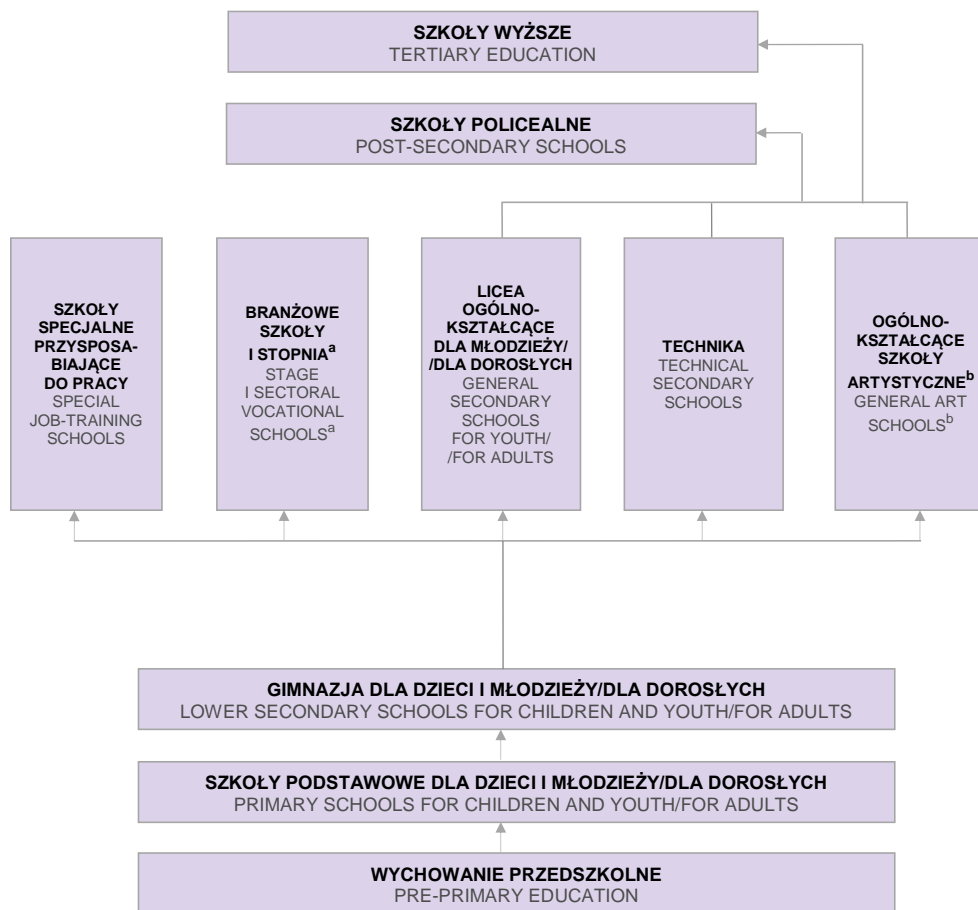 SZKOŁY WYŻSZE
TERTIARY EDUCATION
SZKOŁY POLICEALNE
POST-SECONDARY SCHOOLS
SZKOŁY
SPECJALNE
PRZYSPOSA-
BIAJĄCE
DO PRACY
SPECIAL
JOB-TRAINING
SCHOOLS
BRANŻOWE
SZKOŁY
I STOPNIAª
STAGE
I SECTORAL
VOCATIONAL
SCHOOLSª
LICEA
OGÓLNO-
KSZTAŁCĄCE
DLA MŁODZIEŻY/
/DLA DOROSŁYCH
GENERAL
SECONDARY
SCHOOLS
FOR YOUTH/
/FOR ADULTS
TECHNIKA
TECHNICAL
SECONDARY
SCHOOLS
OGÓLNO-
KSZTAŁCĄCE
SZKOŁY
ARTYSTYCZNEᵇ
GENERAL ART
SCHOOLSᵇ
GIMNAZJA DLA DZIECI I MŁODZIEŻY/DLA DOROSŁYCH
LOWER SECONDARY SCHOOLS FOR CHILDREN AND YOUTH/FOR ADULTS
SZKOŁY PODSTAWOWE DLA DZIECI I MŁODZIEŻY/DLA DOROSŁYCH
PRIMARY SCHOOLS FOR CHILDREN AND YOUTH/FOR ADULTS
WYCHOWANIE PRZEDSZKOLNE
PRE-PRIMARY EDUCATION